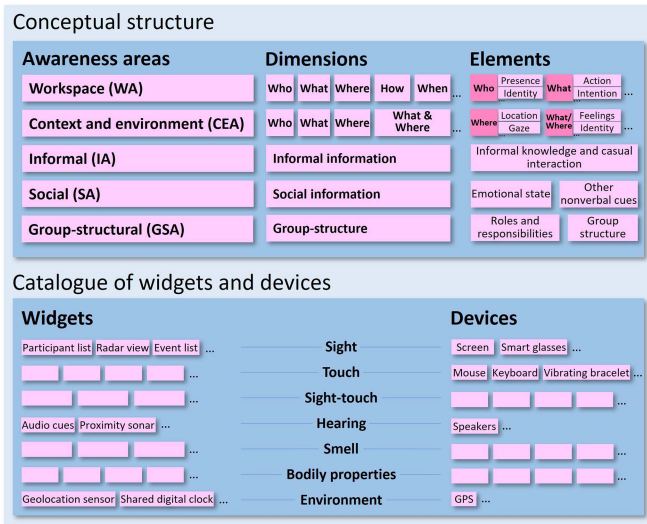 Conceptual structure
Awareness areas
Dimensions
Elements
Workspace (WA)
Who What Where How When ...
Who Presence
Identity
What Action
Intention ...
Context and environment (CEA)
Who What Where What &
Where ...
Where Location
Gaze
What/
Where Feelings
Identity ...
Informal (IA)
Informal information
Informal knowledge and casual
interaction
Social (SA)
Social information
Emotional state
Other
nonverbal cues
Group-structural (GSA)
Group-structure
Roles and
responsibilities
Group
structure
Catalogue of widgets and devices
Widgets
Devices
Participant list Radar view Event list ... Sight Screen Smart glasses ...
... Touch Mouse Keyboard Vibrating bracelet ...
... Sight-touch ...
Audio cues Proximity sonar ... Hearing Speakers ...
... Smell ...
... Bodily properties ...
Geolocation sensor Shared digital clock ... Environment GPS ...